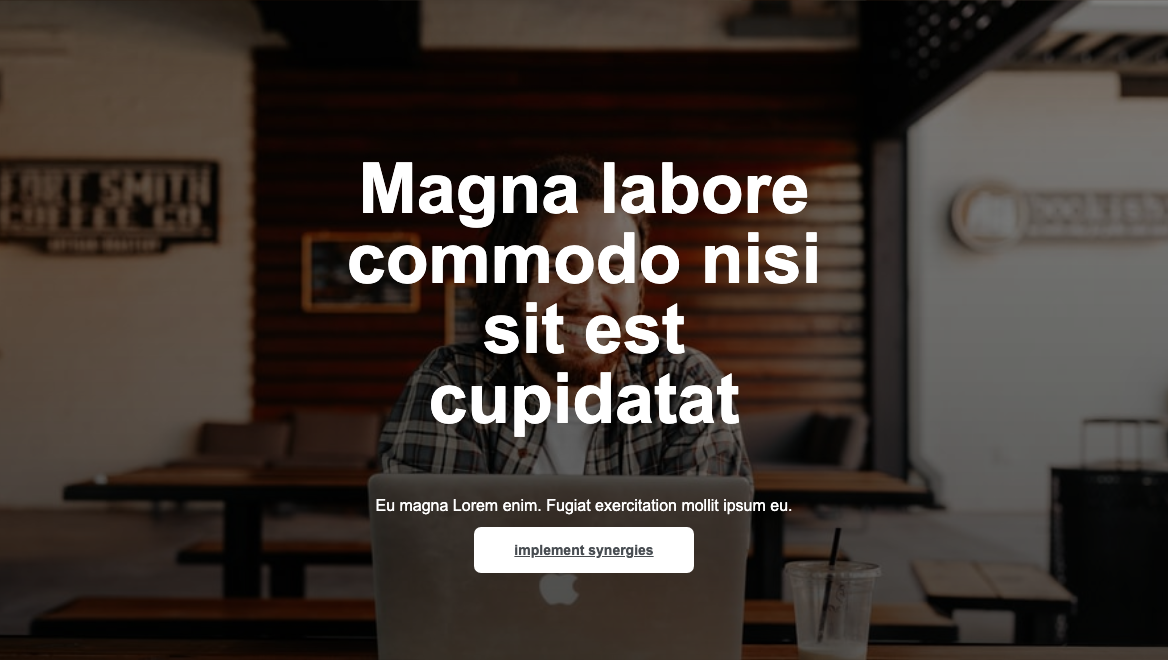 Magna labore
commodo nisi
sit est
cupidatat
FORT SMITH
COFFEE CO.
Eu magna Lorem enim. Fugiat exercitation mollit ipsum eu.
implement synergies